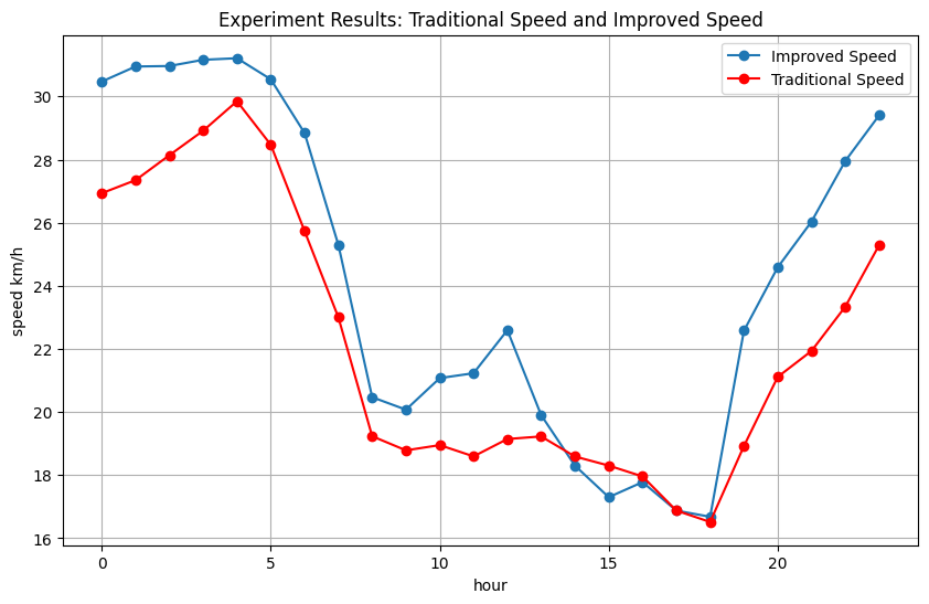 Experiment Results: Traditional Speed and Improved Speed
Improved Speed
Traditional Speed
speed km/h
30
28
26
24
22
20
18
16
0 5 10 15 20
hour